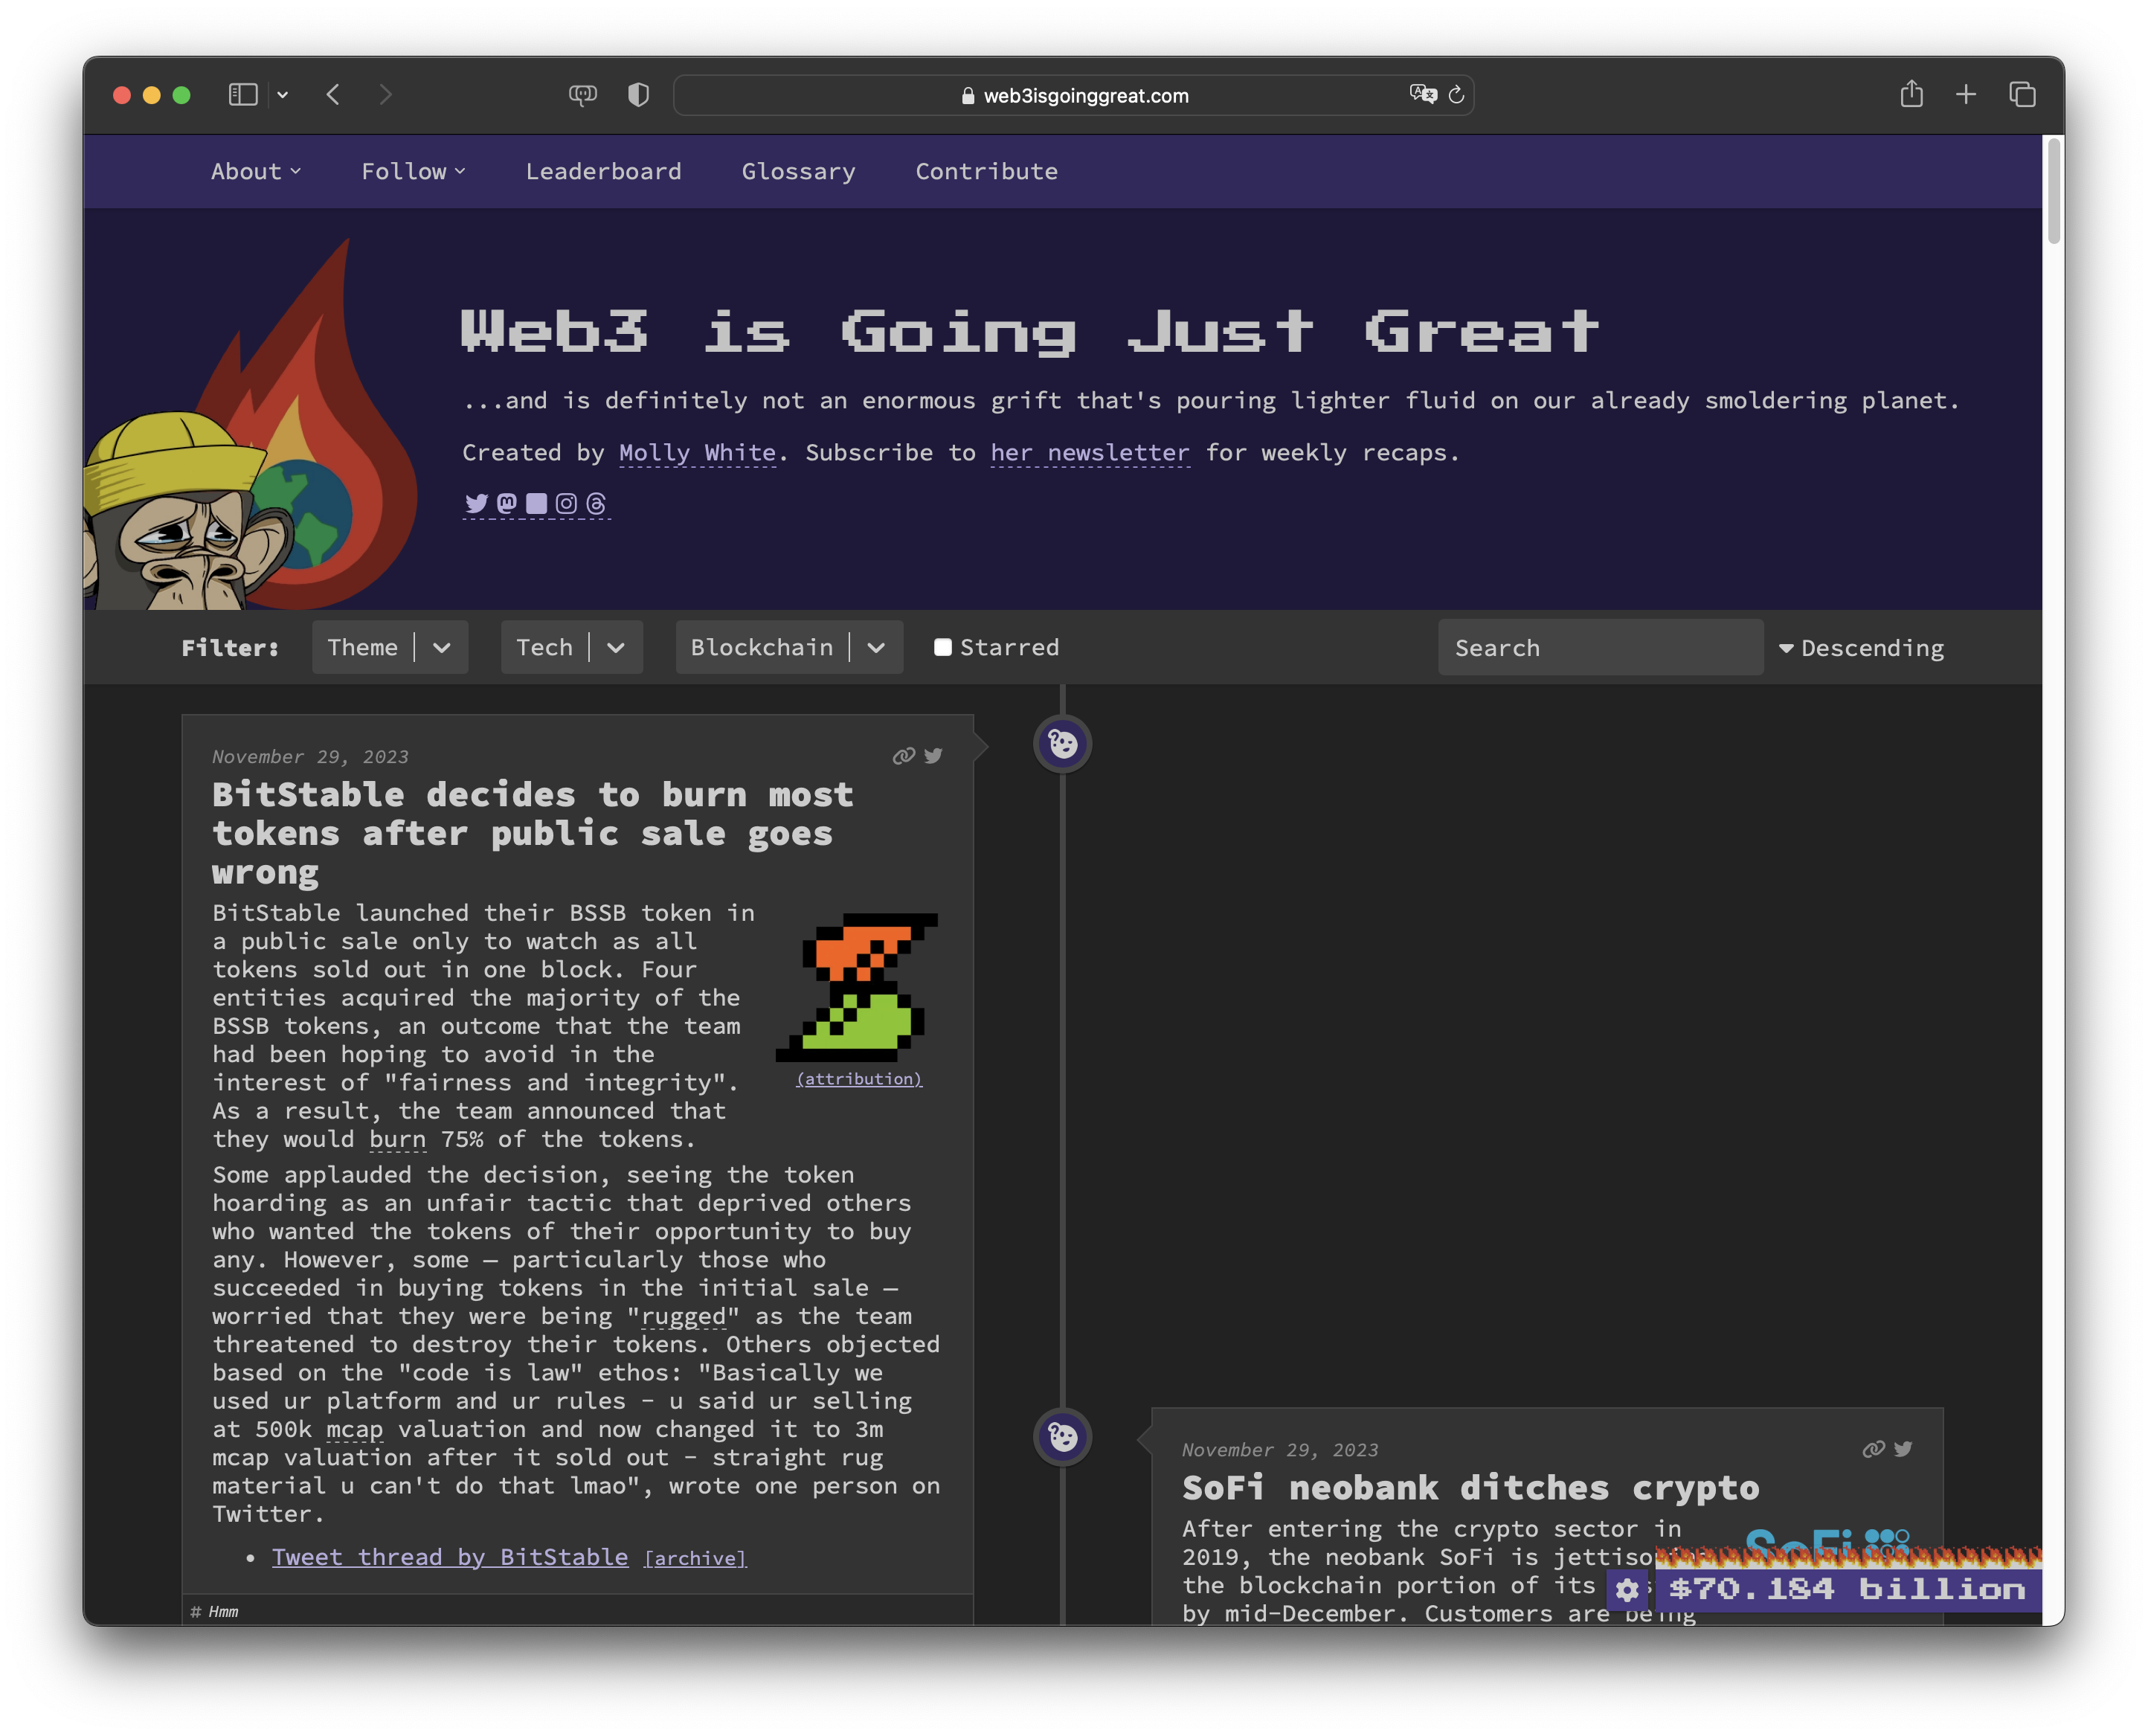 web3isgoinggreat.com
About Follow Leaderboard Glossary Contribute
Web3 is Going Just Great
...and is definitely not an enormous grift that's pouring lighter fluid on our already smoldering planet.
Created by Molly White. Subscribe to her newsletter for weekly recaps.
Filter: Theme Tech Blockchain Starred Search Descending
November 29, 2023
BitStable decides to burn most
tokens after public sale goes
wrong
BitStable launched their BSSB token in
a public sale only to watch as all
tokens sold out in one block. Four
entities acquired the majority of the
BSSB tokens, an outcome that the team
had been hoping to avoid in the
interest of "fairness and integrity".
As a result, the team announced that
they would burn 75% of the tokens.
(attribution)
Some applauded the decision, seeing the token
hoarding as an unfair tactic that deprived others
who wanted the tokens of their opportunity to buy
any. However, some — particularly those who
succeeded in buying tokens in the initial sale —
worried that they were being "rugged" as the team
threatened to destroy their tokens. Others objected
based on the "code is law" ethos: "Basically we
used ur platform and ur rules - u said ur selling
at 500k mcap valuation and now changed it to 3m
mcap valuation after it sold out - straight rug
material u can't do that lmao", wrote one person on
Twitter.
• Tweet thread by BitStable [archive]
# Hmm
November 29, 2023
SoFi neobank ditches crypto
After entering the crypto sector in
2019, the neobank SoFi is
the blockchain portion of its
by mid-December. Customers are being
SoFi
$70.184 billion